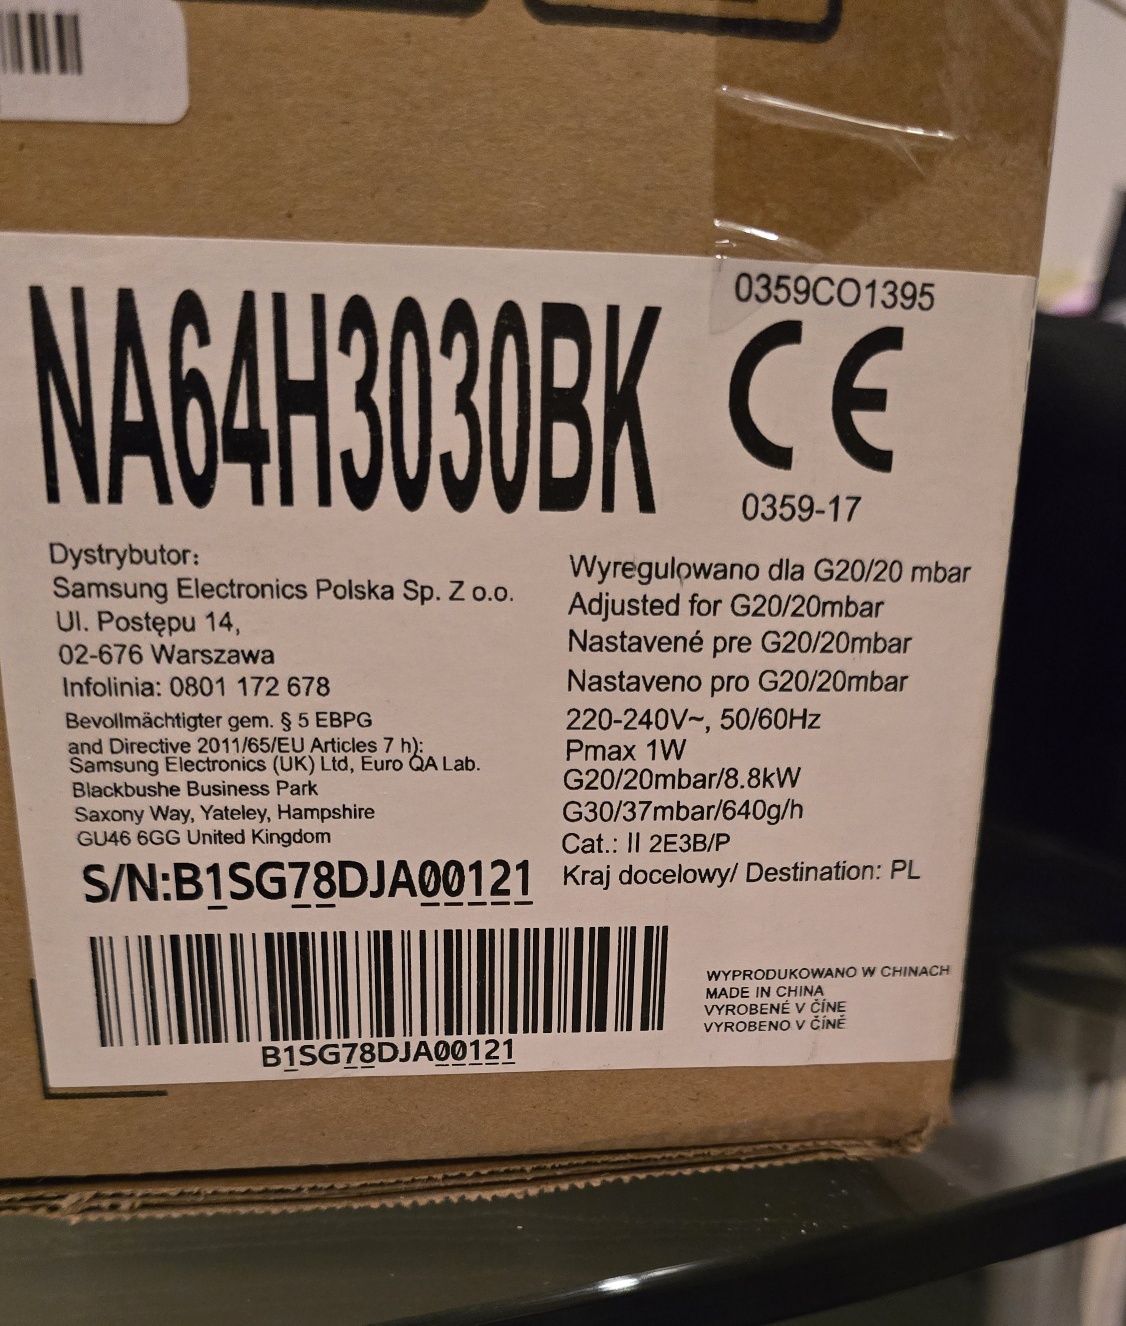 NA64H3030BK
0359CO1395
CE
0359-17
Dystrybutor:
Samsung Electronics Polska Sp. Z o.o.
Ul. Postępu 14,
02-676 Warszawa
Infolinia: 0801 172 678
Bevollmächtigter gem. § 5 EBPG
and Directive 2011/65/EU Articles 7 h):
Samsung Electronics (UK) Ltd, Euro QA Lab.
Blackbushe Business Park
Saxony Way, Yateley, Hampshire
GU46 6GG United Kingdom
S/N:B1SG78DJA00121
B1SG78DJA00121
Wyregulowano dla G20/20 mbar
Adjusted for G20/20mbar
Nastavené pre G20/20mbar
Nastaveno pro G20/20mbar
220-240V~, 50/60Hz
Pmax 1W
G20/20mbar/8.8kW
G30/37mbar/640g/h
Cat.: II 2E3B/P
Kraj docelowy/ Destination: PL
WYPRODUKOWANO W CHINACH
MADE IN CHINA
VYROBENÉ V ČÍNE
VYROBENO V ČÍNĚ